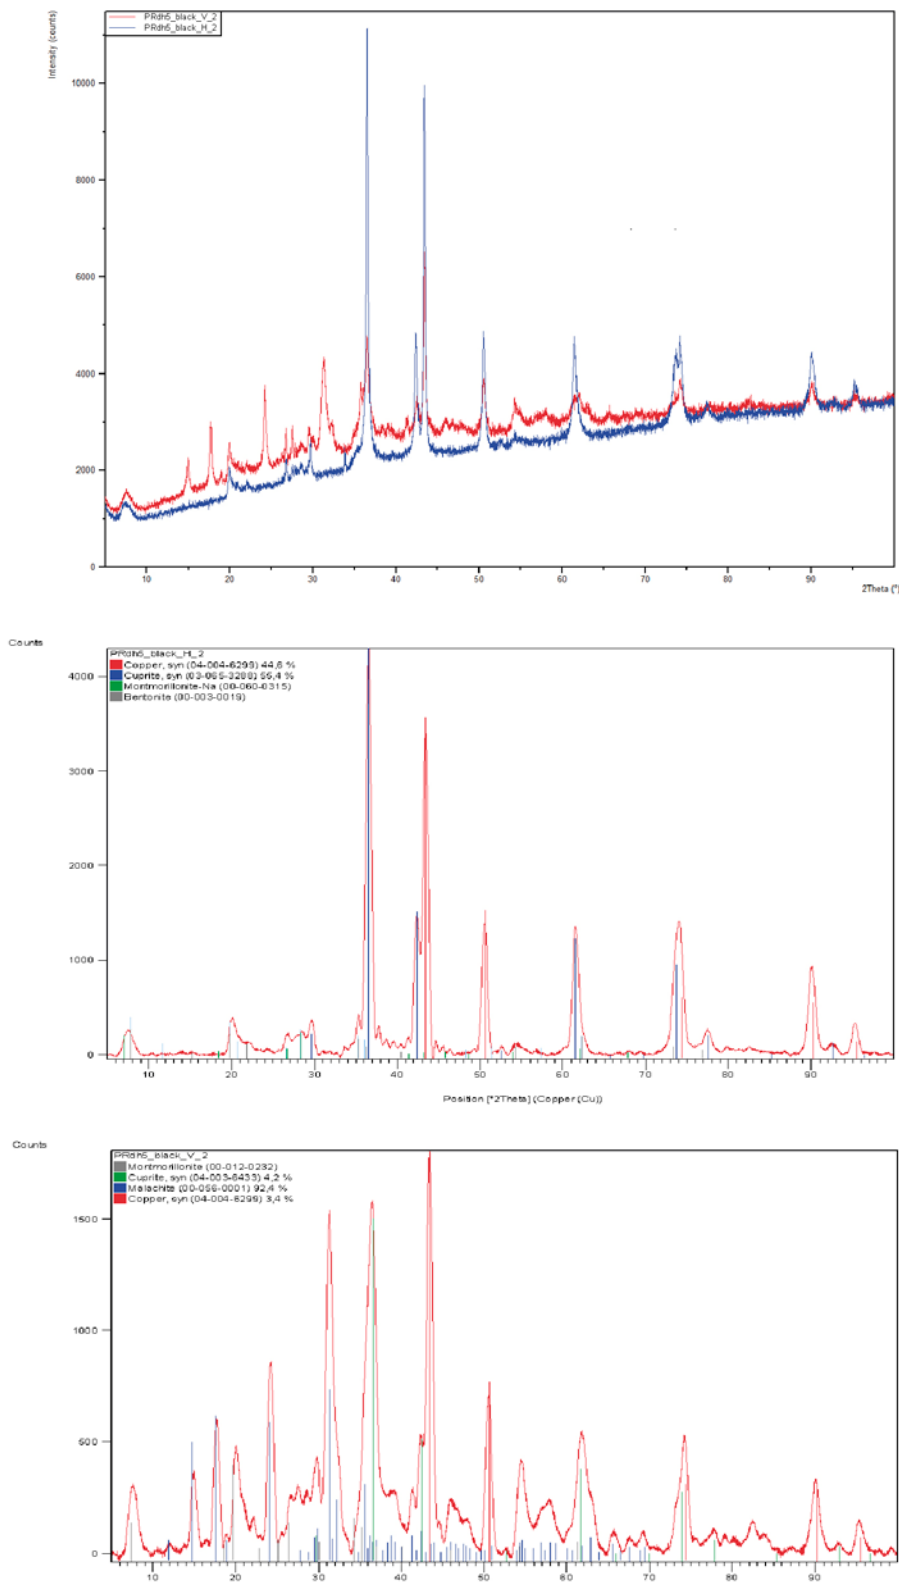 PRdh5_black_V_2
PRdh5_black_H_2
Intensity (counts)
10000
8000
6000
4000
2000
0
10 20 30 40 50 60 70 80 90
2Theta (°)
Counts
PRdh5_black_H_2
Copper, syn (04-004-6299) 44,6 %
Cuprite, syn (03-065-3288) 55,4 %
Montmorillonite-Na (00-060-0315)
Bentonite (00-003-0019)
4000
3000
2000
1000
0
10 20 30 40 50 60 70 80 90
Position [°2Theta] (Copper (Cu))
Counts
PRdh5_black_V_2
Montmorillonite (00-012-0232)
Cuprite, syn (04-003-6433) 4,2 %
Malachite (00-056-0001) 92,4 %
Copper, syn (04-004-6299) 3,4 %
1500
1000
500
0
10 20 30 40 50 60 70 80 90